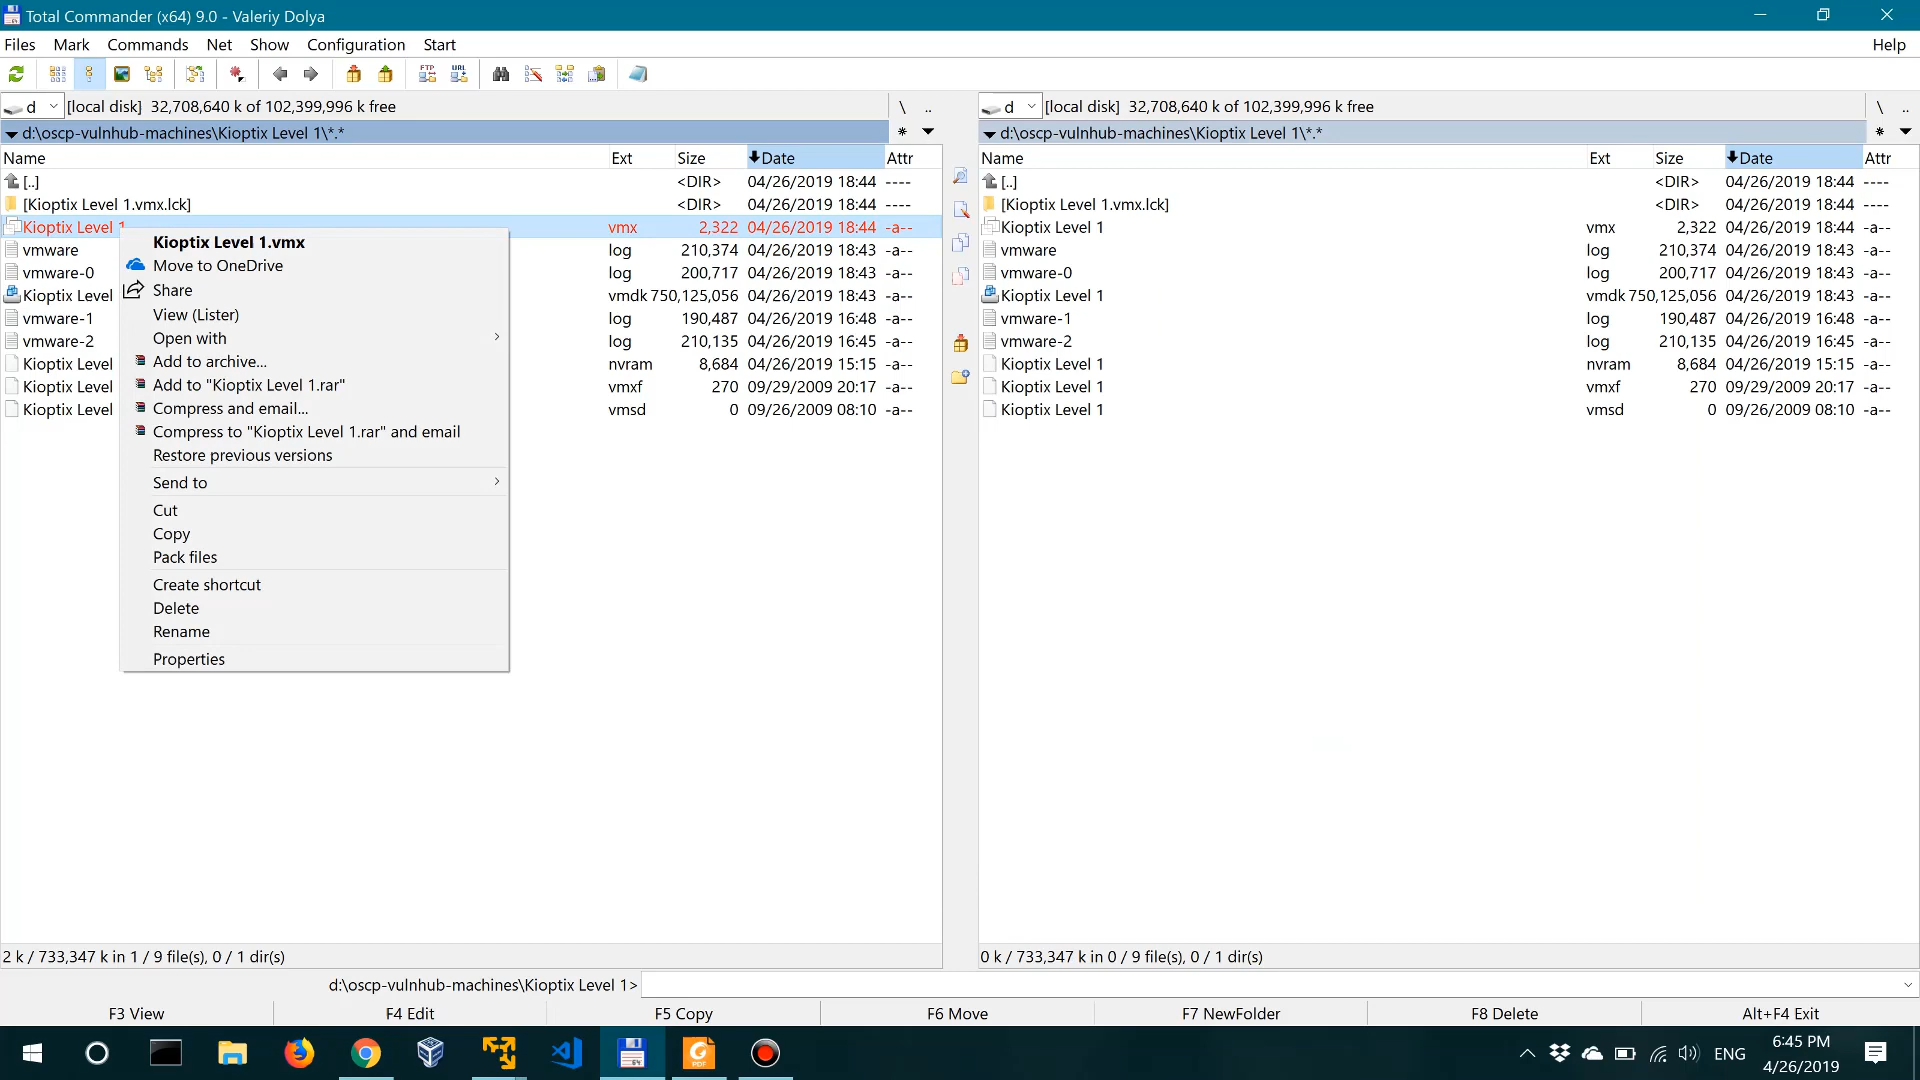 Total Commander (x64) 9.0 - Valeriy Dolya
Files Mark Commands Net Show Configuration Start Help
FTP URL
d [local disk] 32,708,640 k of 102,399,996 k free \ ..
d:\oscp-vulnhub-machines\Kioptix Level 1\*.* *
Name Ext Size Date Attr
[..] <DIR> 04/26/2019 18:44 ----
[Kioptix Level 1.vmx.lck] <DIR> 04/26/2019 18:44 ----
Kioptix Level 1 vmx 2,322 04/26/2019 18:44 -a--
vmware log 210,374 04/26/2019 18:43 -a--
vmware-0 log 200,717 04/26/2019 18:43 -a--
Kioptix Level vmdk 750,125,056 04/26/2019 18:43 -a--
vmware-1 log 190,487 04/26/2019 16:48 -a--
vmware-2 log 210,135 04/26/2019 16:45 -a--
Kioptix Level nvram 8,684 04/26/2019 15:15 -a--
Kioptix Level vmxf 270 09/29/2009 20:17 -a--
Kioptix Level vmsd 0 09/26/2009 08:10 -a--
Kioptix Level 1.vmx
Move to OneDrive
Share
View (Lister)
Open with
Add to archive...
Add to "Kioptix Level 1.rar"
Compress and email...
Compress to "Kioptix Level 1.rar" and email
Restore previous versions
Send to
Cut
Copy
Pack files
Create shortcut
Delete
Rename
Properties
2 k / 733,347 k in 1 / 9 file(s), 0 / 1 dir(s)
d [local disk] 32,708,640 k of 102,399,996 k free \ ..
d:\oscp-vulnhub-machines\Kioptix Level 1\*.* *
Name Ext Size Date Attr
[..] <DIR> 04/26/2019 18:44 ----
[Kioptix Level 1.vmx.lck] <DIR> 04/26/2019 18:44 ----
Kioptix Level 1 vmx 2,322 04/26/2019 18:44 -a--
vmware log 210,374 04/26/2019 18:43 -a--
vmware-0 log 200,717 04/26/2019 18:43 -a--
Kioptix Level 1 vmdk 750,125,056 04/26/2019 18:43 -a--
vmware-1 log 190,487 04/26/2019 16:48 -a--
vmware-2 log 210,135 04/26/2019 16:45 -a--
Kioptix Level 1 nvram 8,684 04/26/2019 15:15 -a--
Kioptix Level 1 vmxf 270 09/29/2009 20:17 -a--
Kioptix Level 1 vmsd 0 09/26/2009 08:10 -a--
0 k / 733,347 k in 0 / 9 file(s), 0 / 1 dir(s)
d:\oscp-vulnhub-machines\Kioptix Level 1>
F3 View F4 Edit F5 Copy F6 Move F7 NewFolder F8 Delete Alt+F4 Exit
PDF
ENG
6:45 PM
4/26/2019